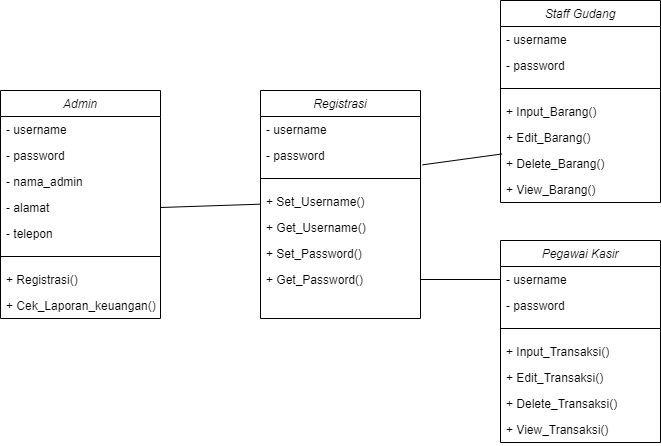 Admin
- username
- password
- nama_admin
- alamat
- telepon
+ Registrasi()
+ Cek_Laporan_keuangan()
Registrasi
- username
- password
+ Set_Username()
+ Get_Username()
+ Set_Password()
+ Get_Password()
Staff Gudang
- username
- password
+ Input_Barang()
+ Edit_Barang()
+ Delete_Barang()
+ View_Barang()
Pegawai Kasir
- username
- password
+ Input_Transaksi()
+ Edit_Transaksi()
+ Delete_Transaksi()
+ View_Transaksi()